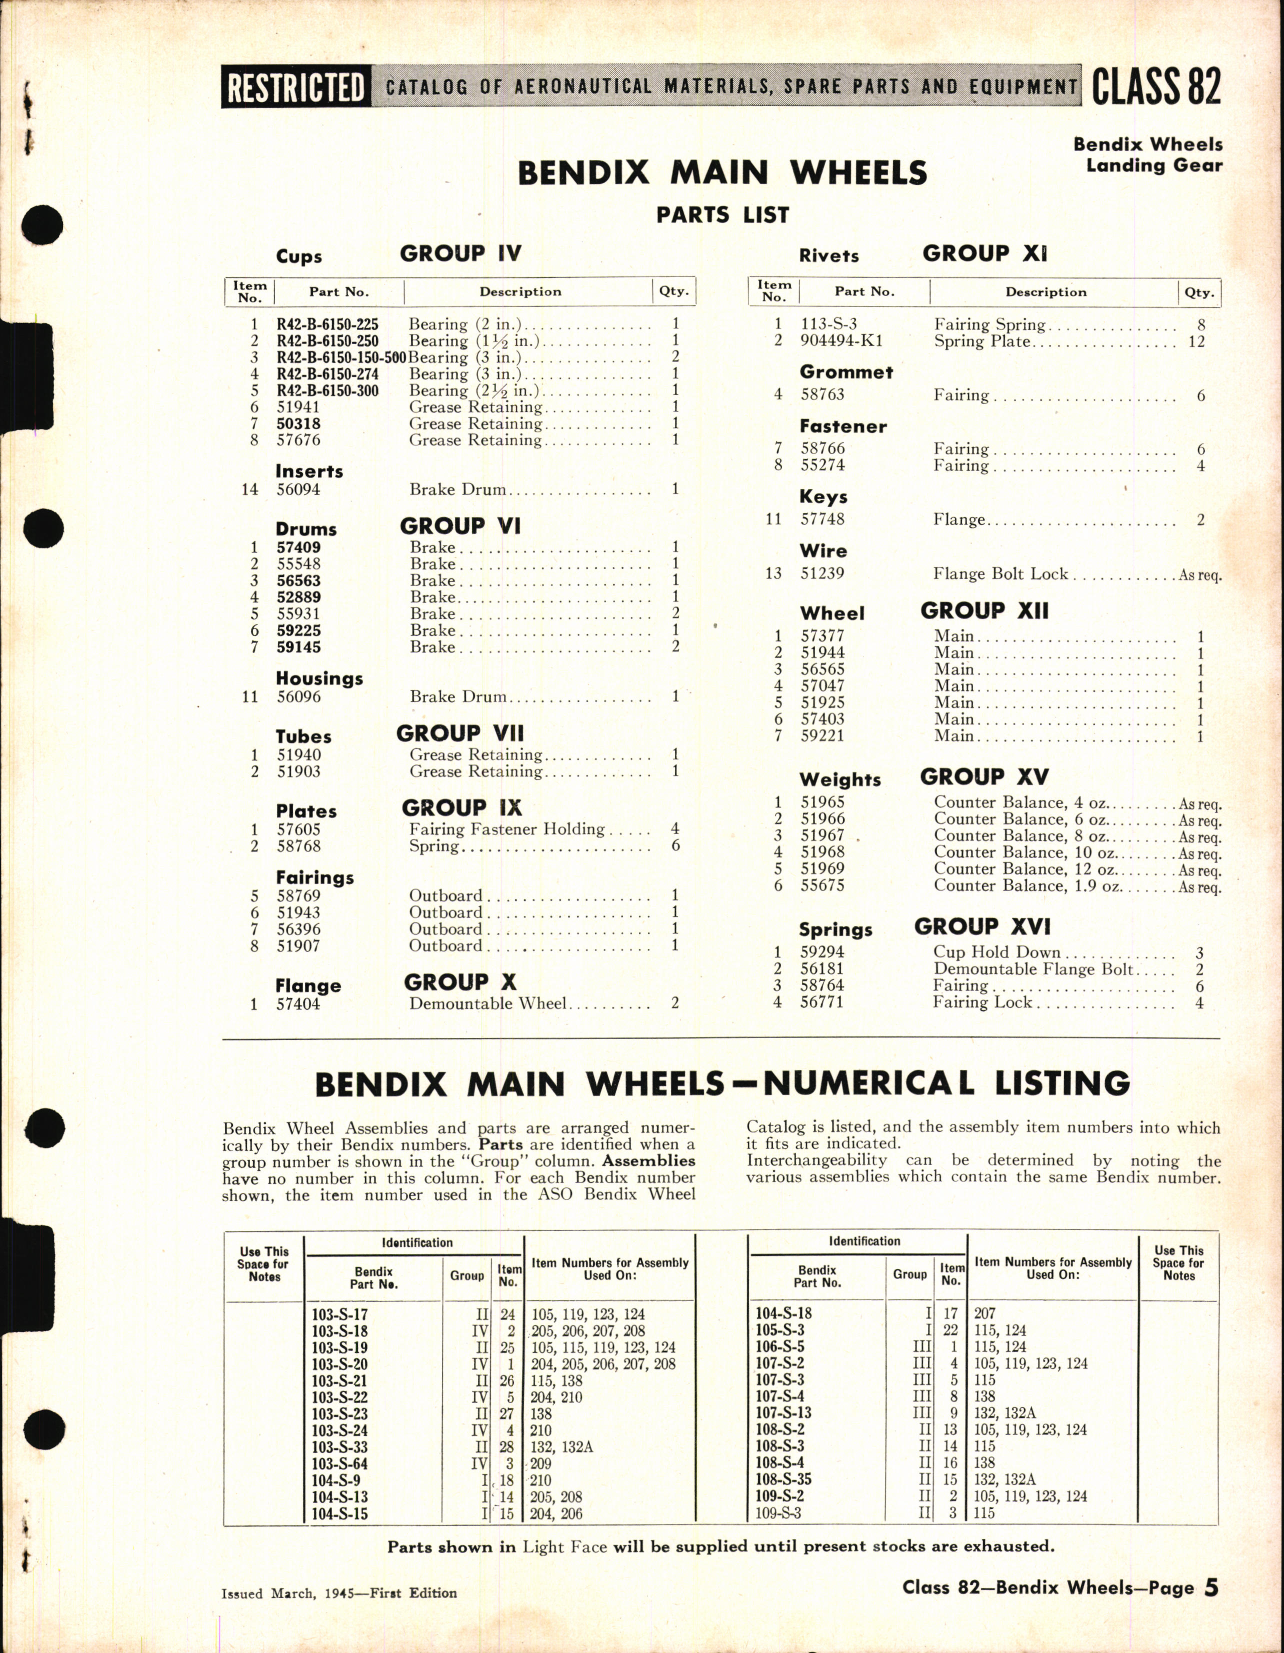 RESTRICTED CATALOG OF AERONAUTICAL MATERIALS, SPARE PARTS AND EQUIPMENT CLASS 82
Bendix Wheels
Landing Gear
BENDIX MAIN WHEELS
PARTS LIST
Cups GROUP IV
Item No. Part No. Description Qty.
1 R42-B-6150-225 Bearing (2 in.) 1
2 R42-B-6150-250 Bearing (1½ in.) 1
3 R42-B-6150-150-500 Bearing (3 in.) 2
4 R42-B-6150-274 Bearing (3 in.) 1
5 R42-B-6150-300 Bearing (2½ in.) 1
6 51941 Grease Retaining 1
7 50318 Grease Retaining 1
8 57676 Grease Retaining 1
Inserts
14 56094 Brake Drum 1
Drums GROUP VI
1 57409 Brake 1
2 55548 Brake 1
3 56563 Brake 1
4 52889 Brake 1
5 55931 Brake 2
6 59225 Brake 1
7 59145 Brake 2
Housings
11 56096 Brake Drum 1
Tubes GROUP VII
1 51940 Grease Retaining 1
2 51903 Grease Retaining 1
Plates GROUP IX
1 57605 Fairing Fastener Holding 4
2 58768 Spring 6
Fairings
5 58769 Outboard 1
6 51943 Outboard 1
7 56396 Outboard 1
8 51907 Outboard 1
Flange GROUP X
1 57404 Demountable Wheel 2
Rivets GROUP XI
Item No. Part No. Description Qty.
1 113-S-3 Fairing Spring 8
2 904494-K1 Spring Plate 12
Grommet
4 58763 Fairing 6
Fastener
7 58766 Fairing 6
8 55274 Fairing 4
Keys
11 57748 Flange 2
Wire
13 51239 Flange Bolt Lock As req.
Wheel GROUP XII
1 57377 Main 1
2 51944 Main 1
3 56565 Main 1
4 57047 Main 1
5 51925 Main 1
6 57403 Main 1
7 59221 Main 1
Weights GROUP XV
1 51965 Counter Balance, 4 oz. As req.
2 51966 Counter Balance, 6 oz. As req.
3 51967 Counter Balance, 8 oz. As req.
4 51968 Counter Balance, 10 oz. As req.
5 51969 Counter Balance, 12 oz. As req.
6 55675 Counter Balance, 1.9 oz. As req.
Springs GROUP XVI
1 59294 Cup Hold Down 3
2 56181 Demountable Flange Bolt 2
3 58764 Fairing 6
4 56771 Fairing Lock 4
BENDIX MAIN WHEELS—NUMERICAL LISTING
Bendix Wheel Assemblies and parts are arranged numer-
ically by their Bendix numbers. Parts are identified when a
group number is shown in the "Group" column. Assemblies
have no number in this column. For each Bendix number
shown, the item number used in the ASO Bendix Wheel
Catalog is listed, and the assembly item numbers into which
it fits are indicated.
Interchangeability can be determined by noting the
various assemblies which contain the same Bendix number.
Use This Space for Notes
Identification
Bendix Part No. Group Item No. Item Numbers for Assembly Used On:
103-S-17 II 24 105, 119, 123, 124
103-S-18 IV 2 205, 206, 207, 208
103-S-19 II 25 105, 115, 119, 123, 124
103-S-20 IV 1 204, 205, 206, 207, 208
103-S-21 II 26 115, 138
103-S-22 IV 5 204, 210
103-S-23 II 27 138
103-S-24 IV 4 210
103-S-33 II 28 132, 132A
103-S-64 IV 3 209
104-S-9 I 18 210
104-S-13 I 14 205, 208
104-S-15 I 15 204, 206
Identification
Bendix Part No. Group Item No. Item Numbers for Assembly Used On:
Use This Space for Notes
104-S-18 I 17 207
105-S-3 I 22 115, 124
106-S-5 III 1 115, 124
107-S-2 III 4 105, 119, 123, 124
107-S-3 III 5 115
107-S-4 III 8 138
107-S-13 III 9 132, 132A
108-S-2 II 13 105, 119, 123, 124
108-S-3 II 14 115
108-S-4 II 16 138
108-S-35 II 15 132, 132A
109-S-2 II 2 105, 119, 123, 124
109-S-3 II 3 115
Parts shown in Light Face will be supplied until present stocks are exhausted.
Issued March, 1945—First Edition
Class 82—Bendix Wheels—Page 5